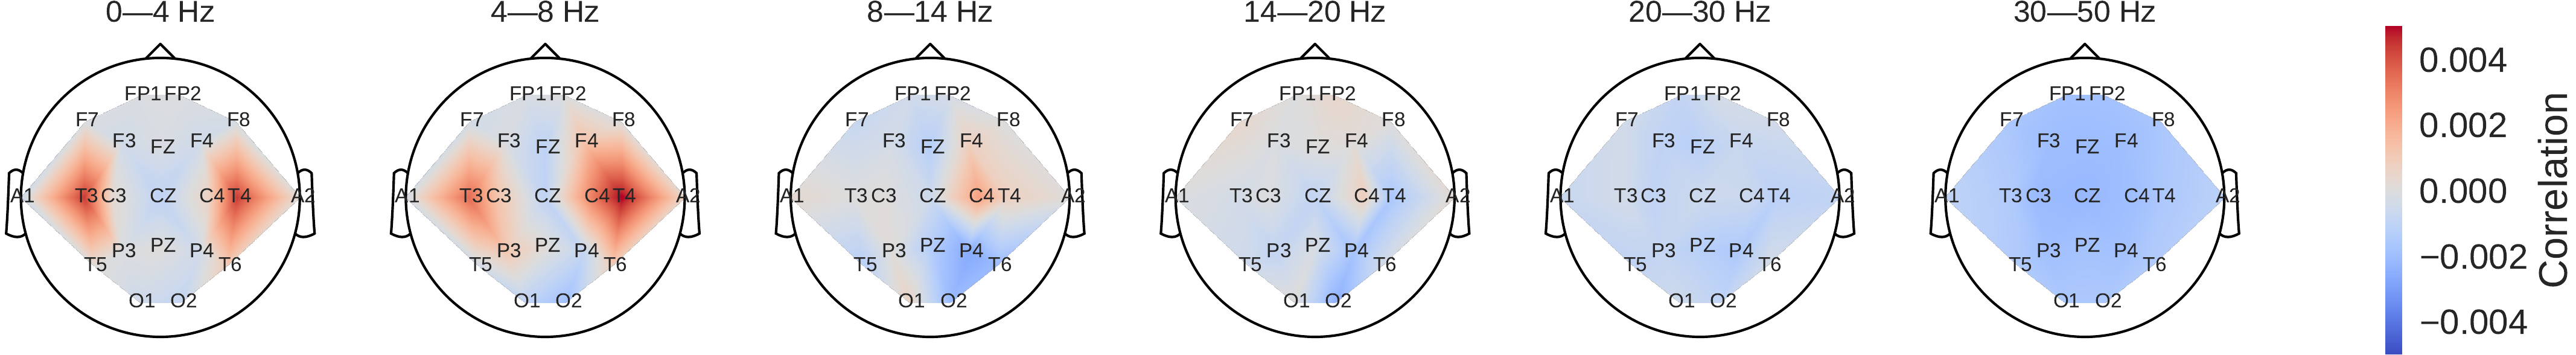 0—4 Hz
FP1 FP2
F7 F8
F3 FZ F4
A1 T3 C3 CZ C4 T4 A2
P3 PZ P4
T5 T6
O1 O2
4—8 Hz
FP1 FP2
F7 F8
F3 FZ F4
A1 T3 C3 CZ C4 T4 A2
P3 PZ P4
T5 T6
O1 O2
8—14 Hz
FP1 FP2
F7 F8
F3 FZ F4
A1 T3 C3 CZ C4 T4 A2
P3 PZ P4
T5 T6
O1 O2
14—20 Hz
FP1 FP2
F7 F8
F3 FZ F4
A1 T3 C3 CZ C4 T4 A2
P3 PZ P4
T5 T6
O1 O2
20—30 Hz
FP1 FP2
F7 F8
F3 FZ F4
A1 T3 C3 CZ C4 T4 A2
P3 PZ P4
T5 T6
O1 O2
30—50 Hz
FP1 FP2
F7 F8
F3 FZ F4
A1 T3 C3 CZ C4 T4 A2
P3 PZ P4
T5 T6
O1 O2
0.004
0.002
0.000
−0.002
−0.004
Correlation